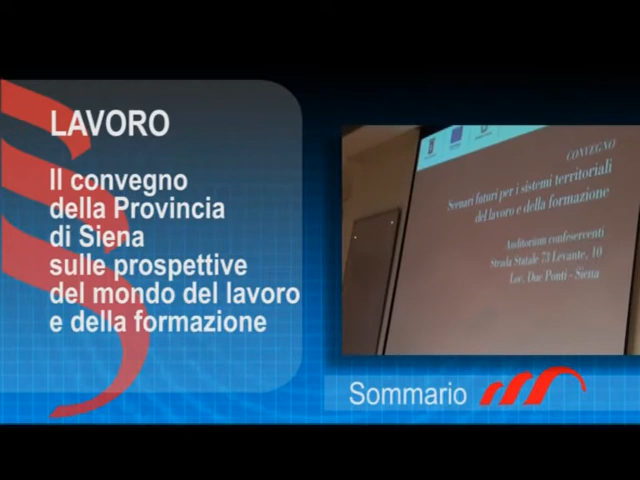 LAVORO
Il convegno
della Provincia
di Siena
sulle prospettive
del mondo del lavoro
e della formazione
CONVEGNO
Scenari futuri per i sistemi territoriali
del lavoro e della formazione
Auditorium confeserventi
Strada Statale 73 Levante, 10
Loc. Due Ponti - Siena
Sommario